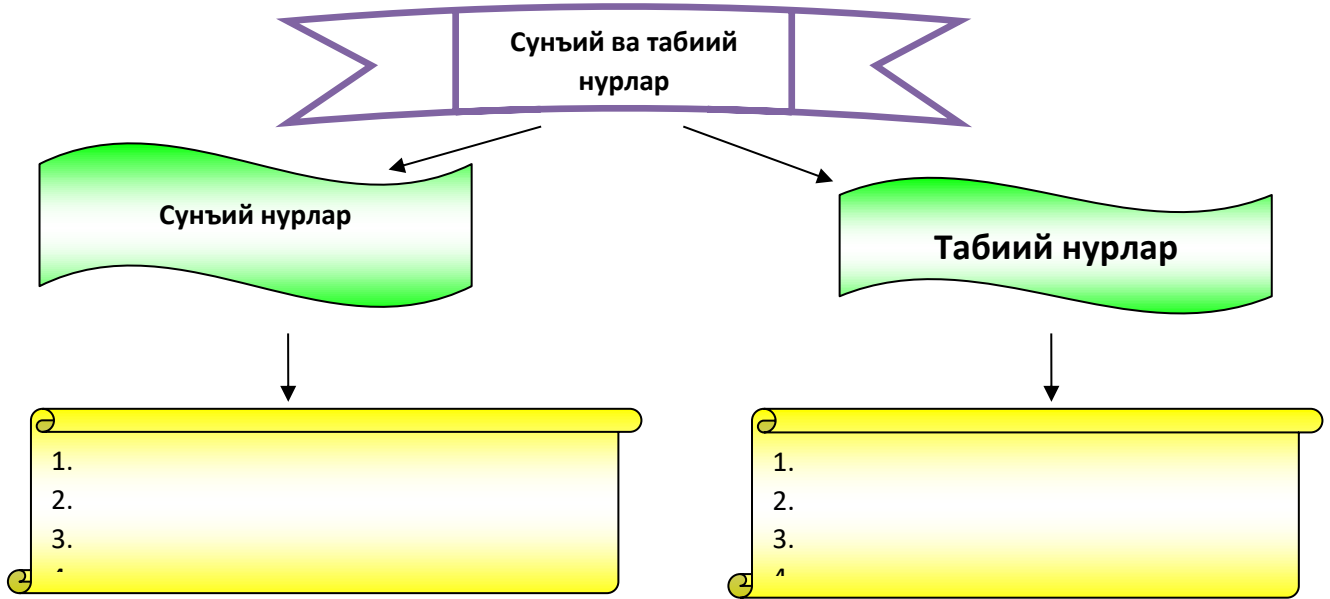 Сунъий ва табиий
нурлар
Сунъий нурлар
Табиий нурлар
1.
2.
3.
1.
2.
3.